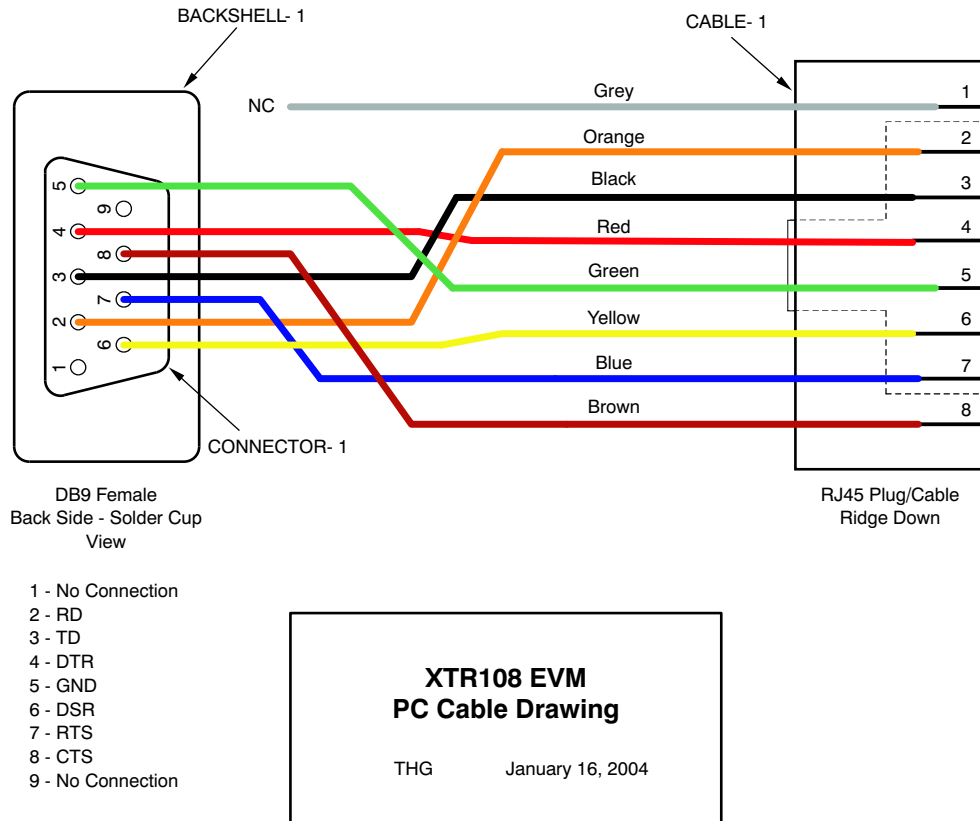 BACKSHELL- 1
CABLE- 1
NC
Grey
1
Orange
2
Black
3
Red
4
Green
5
Yellow
6
Blue
7
Brown
8
5
9
4
8
3
7
2
6
1
CONNECTOR- 1
DB9 Female
Back Side - Solder Cup
View
RJ45 Plug/Cable
Ridge Down
1 - No Connection
2 - RD
3 - TD
4 - DTR
5 - GND
6 - DSR
7 - RTS
8 - CTS
9 - No Connection
XTR108 EVM
PC Cable Drawing
THG January 16, 2004